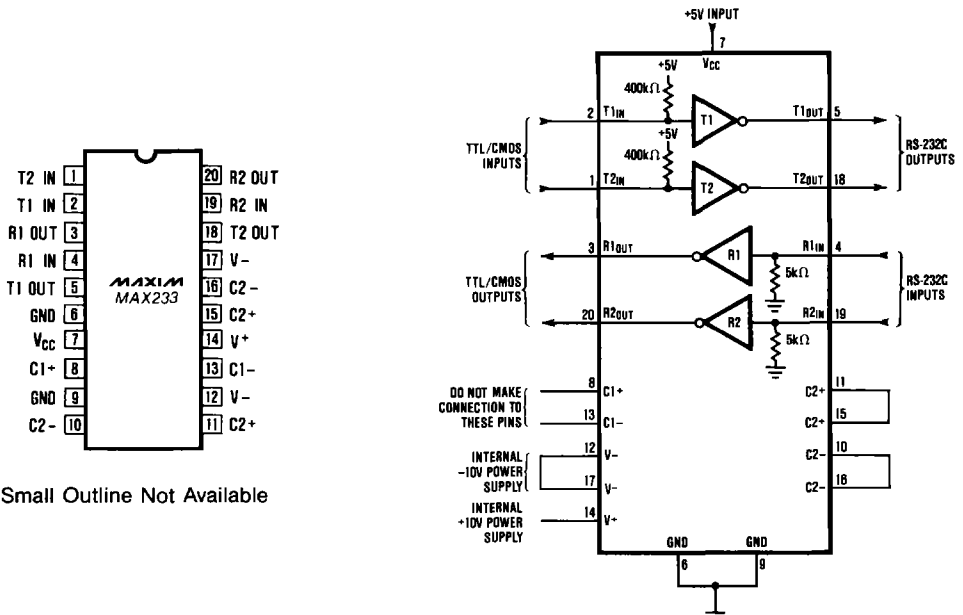 T2 IN 1
T1 IN 2
R1 OUT 3
R1 IN 4
T1 OUT 5
GND 6
VCC 7
C1+ 8
GND 9
C2- 10
20 R2 OUT
19 R2 IN
18 T2 OUT
17 V-
16 C2-
15 C2+
14 V+
13 C1-
12 V-
11 C2+
MAXIM
MAX233
Small Outline Not Available
+5V INPUT
7
VCC
+5V
400kΩ
2 T1IN
T1
T1OUT 5
+5V
400kΩ
1 T2IN
T2
T2OUT 18
TTL/CMOS
INPUTS
RS-232C
OUTPUTS
3 R1OUT
R1
R1IN 4
5kΩ
20 R2OUT
R2
R2IN 19
5kΩ
TTL/CMOS
OUTPUTS
RS-232C
INPUTS
DO NOT MAKE
CONNECTION TO
THESE PINS
8 C1+
13 C1-
INTERNAL
-10V POWER
SUPPLY
12 V-
17 V-
INTERNAL
+10V POWER
SUPPLY
14 V+
C2+ 11
C2+ 15
C2- 10
C2- 16
GND
6
GND
9